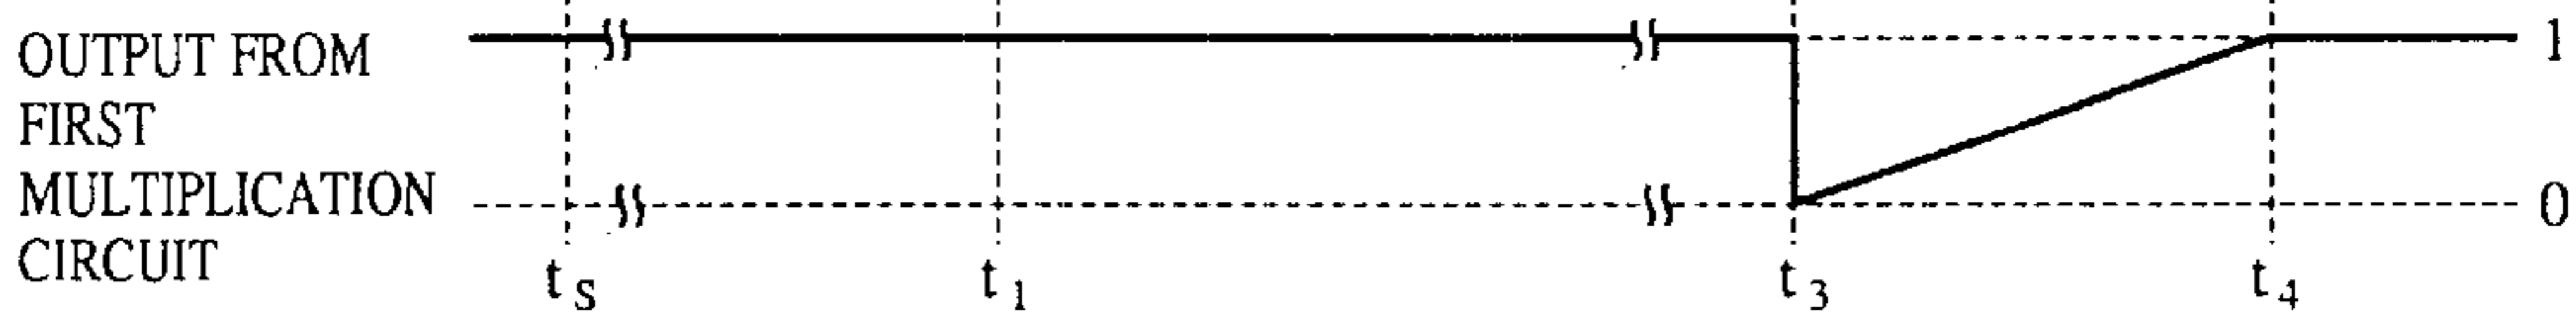 OUTPUT FROM
FIRST
MULTIPLICATION
CIRCUIT
1
0
t S
t 1
t 3
t 4